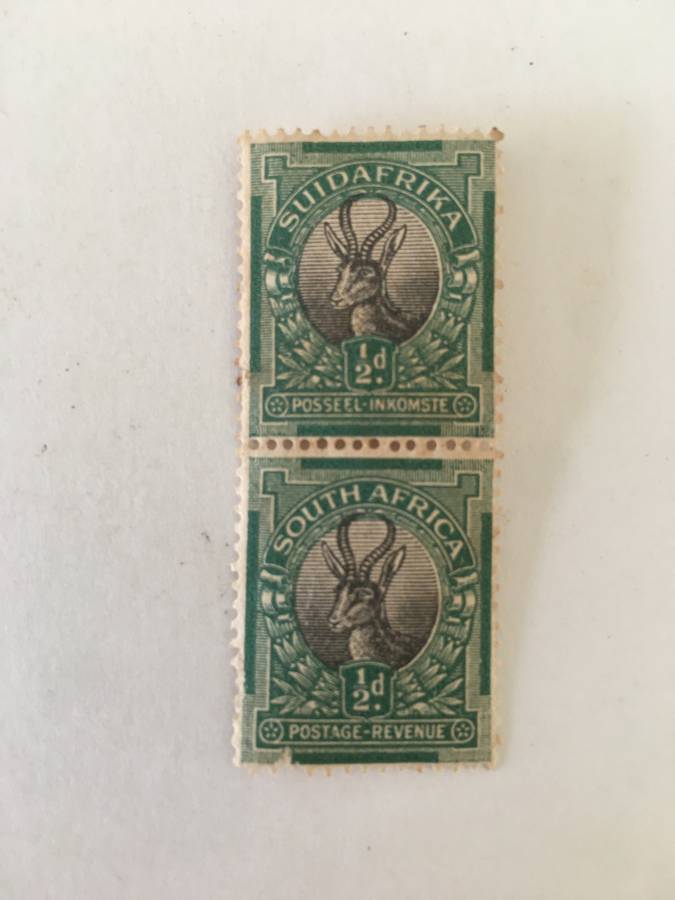 SUIDAFRIKA
½d.
POSSEEL-INKOMSTE
SOUTH AFRICA
½d.
POSTAGE-REVENUE